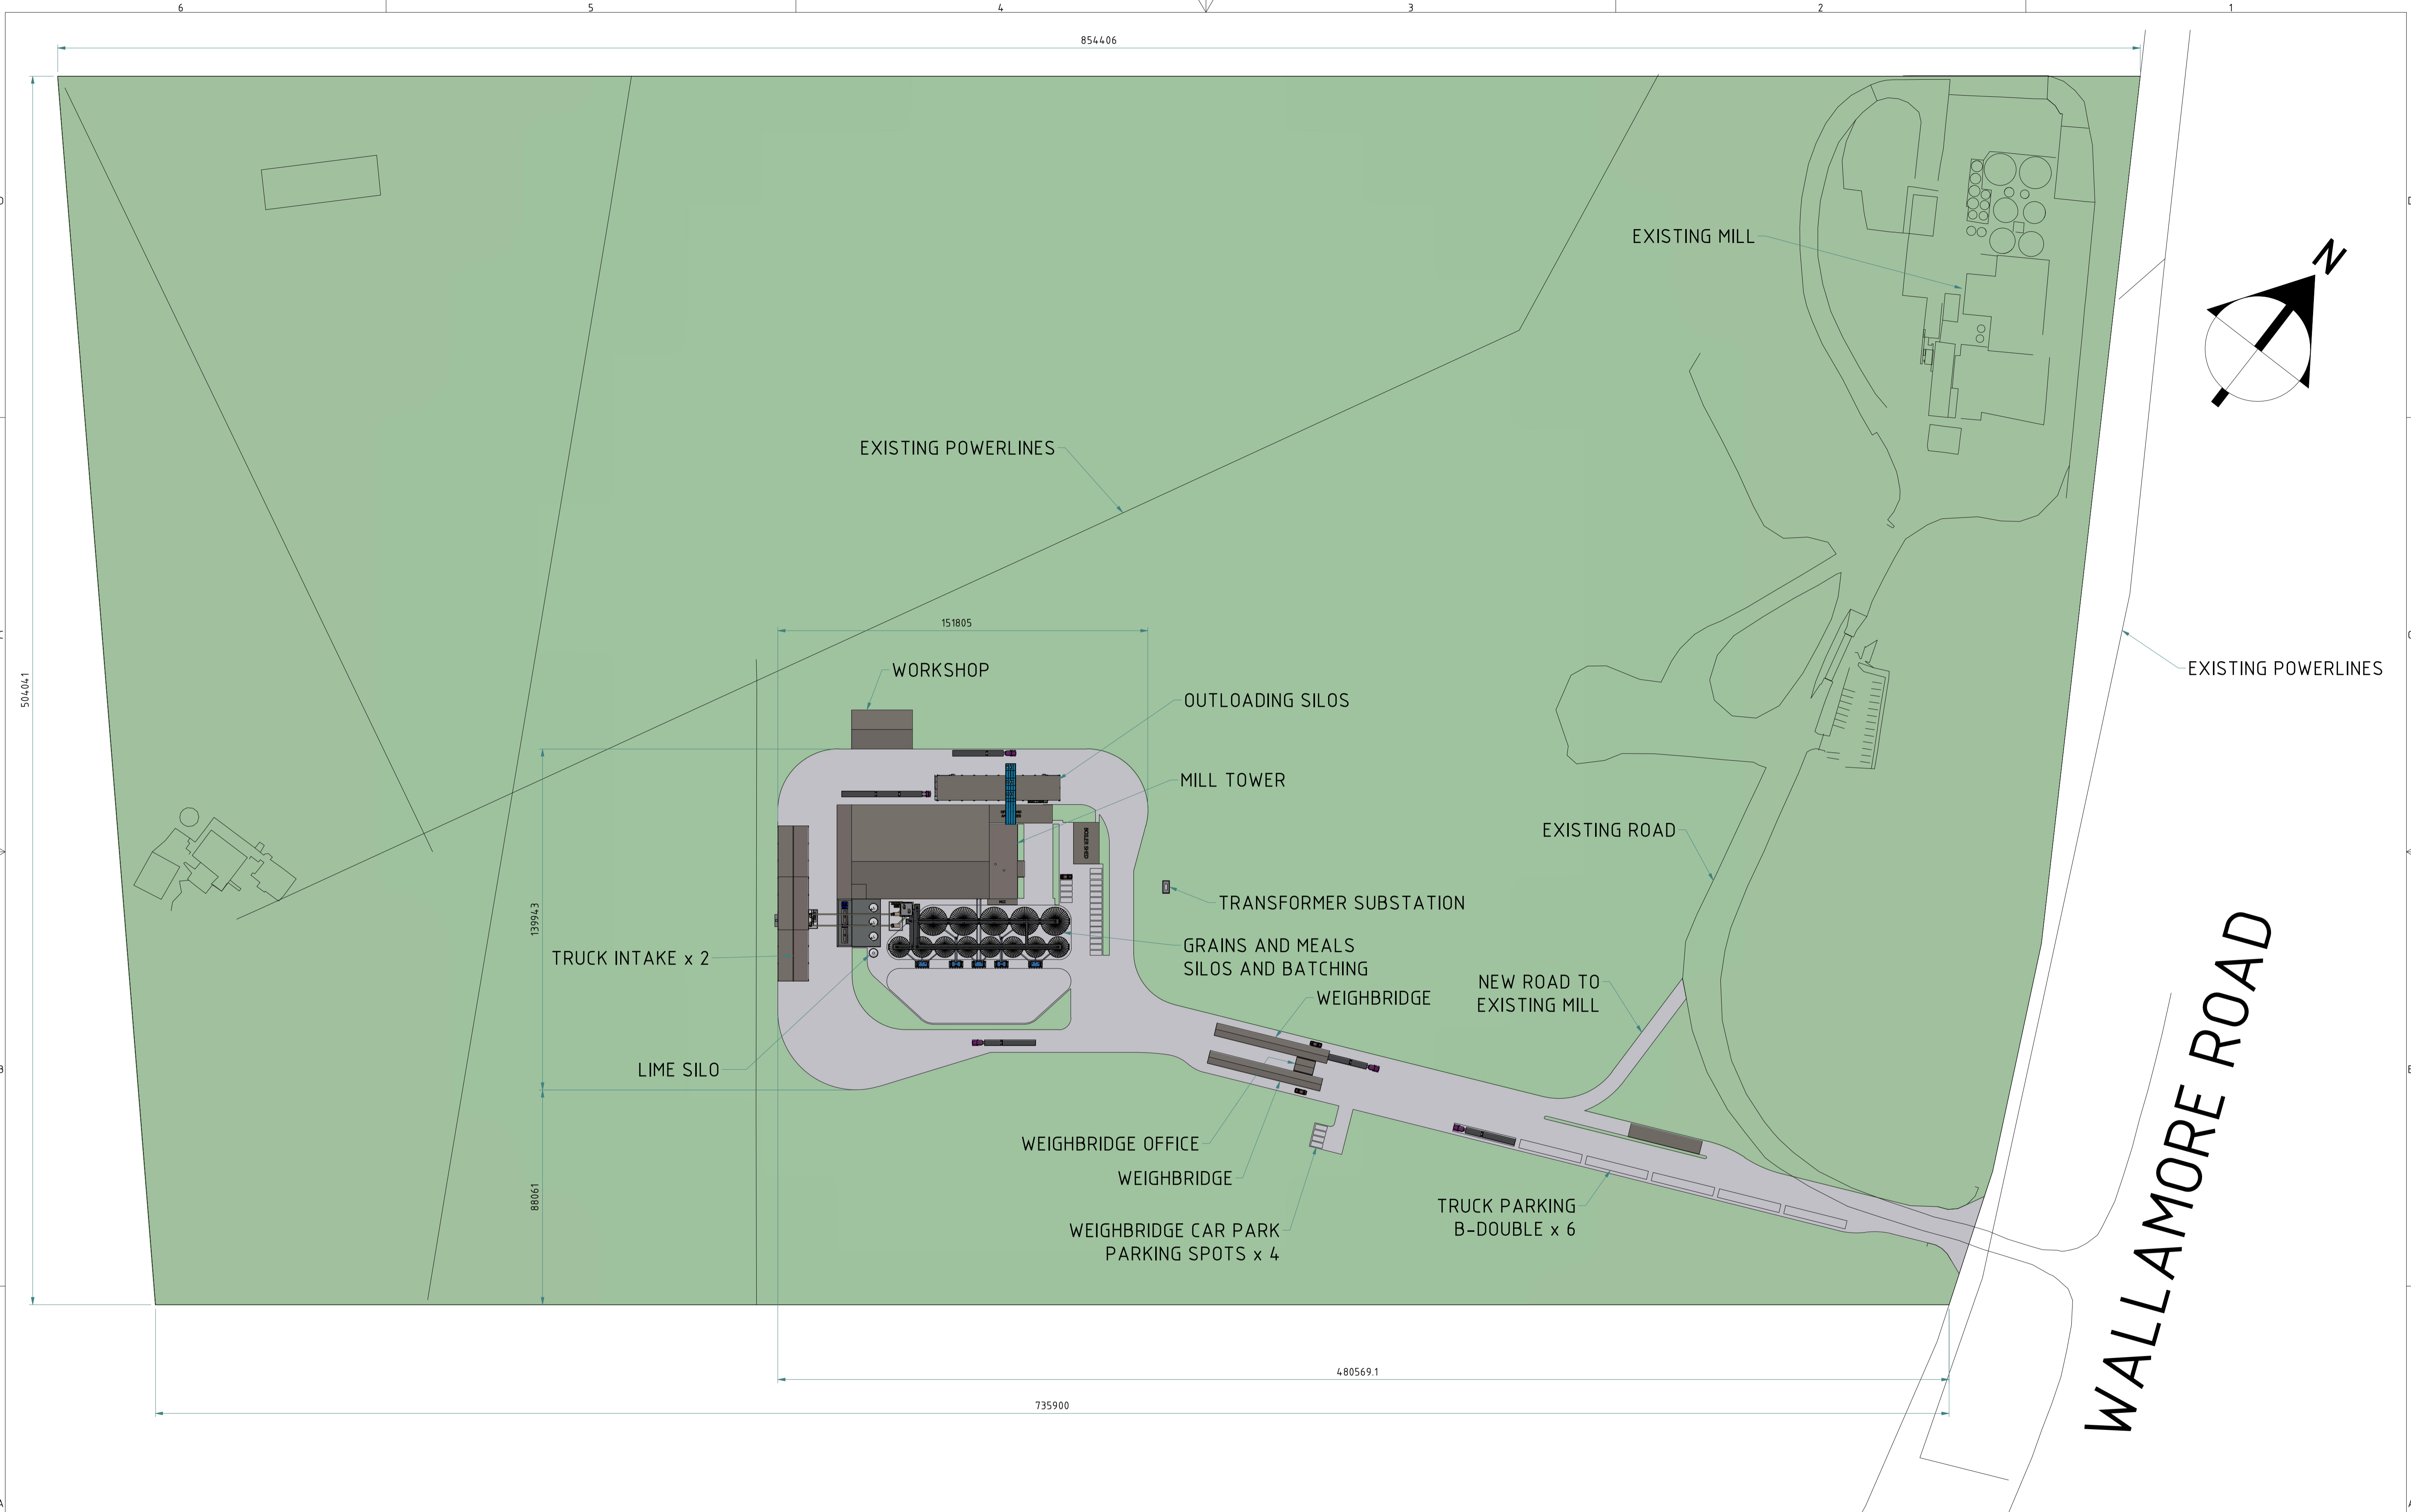 6 5 4 3 2 1
854406
D
EXISTING MILL
N
EXISTING POWERLINES
151805
C
504041
WORKSHOP
EXISTING POWERLINES
OUTLOADING SILOS
MILL TOWER
EXISTING ROAD
BOILER SHED
139943
TRANSFORMER SUBSTATION
GRAINS AND MEALS
SILOS AND BATCHING
TRUCK INTAKE x 2
WEIGHBRIDGE
NEW ROAD TO
EXISTING MILL
LIME SILO
B
WEIGHBRIDGE OFFICE
WEIGHBRIDGE
88061
TRUCK PARKING
B-DOUBLE x 6
WEIGHBRIDGE CAR PARK
PARKING SPOTS x 4
WALLAMORE ROAD
480569.1
735900
A